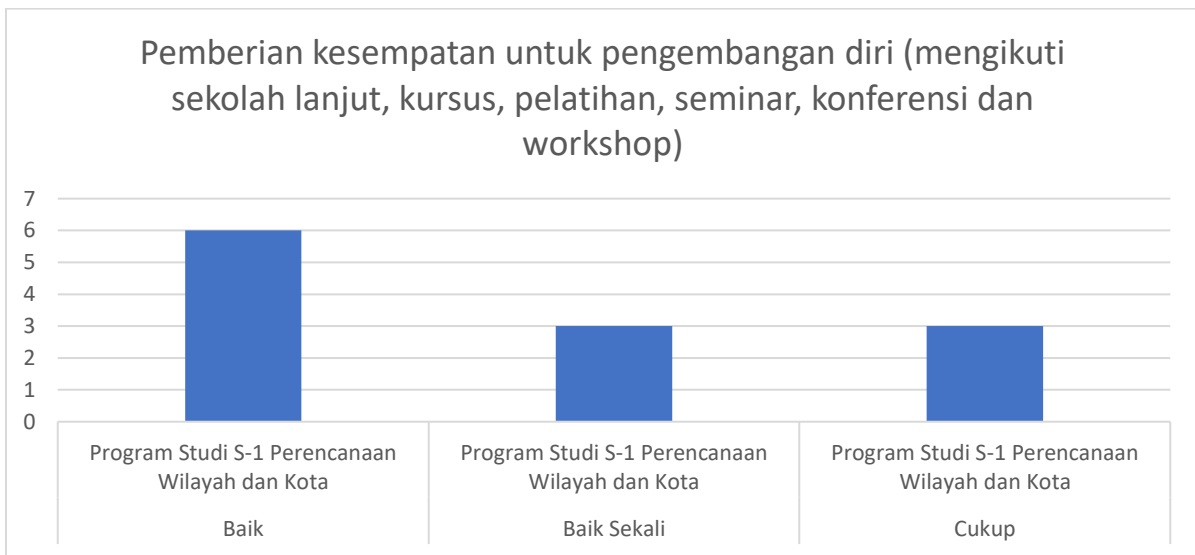 Pemberian kesempatan untuk pengembangan diri (mengikuti
sekolah lanjut, kursus, pelatihan, seminar, konferensi dan
workshop)
7
6
5
4
3
2
1
0
Program Studi S-1 Perencanaan
Wilayah dan Kota
Baik
Program Studi S-1 Perencanaan
Wilayah dan Kota
Baik Sekali
Program Studi S-1 Perencanaan
Wilayah dan Kota
Cukup